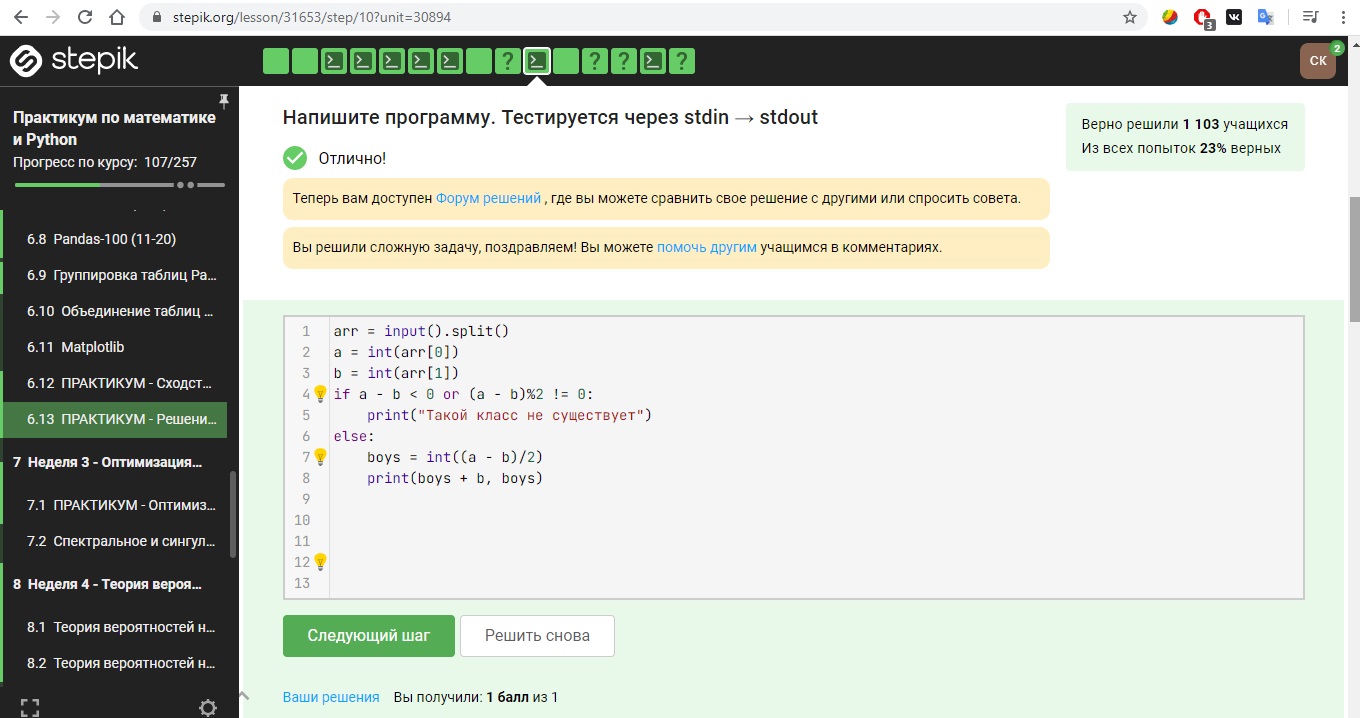 stepik.org/lesson/31653/step/10?unit=30894
3
stepik
?
?
?
?
СК
2
Практикум по математике
и Python
Прогресс по курсу: 107/257
6.8 Pandas-100 (11-20)
6.9 Группировка таблиц Pa...
6.10 Объединение таблиц ...
6.11 Matplotlib
6.12 ПРАКТИКУМ - Сходст...
6.13 ПРАКТИКУМ - Решени...
7 Неделя 3 - Оптимизация...
7.1 ПРАКТИКУМ - Оптимиз...
7.2 Спектральное и сингул...
8 Неделя 4 - Теория вероя...
8.1 Теория вероятностей н...
8.2 Теория вероятностей н...
Напишите программу. Тестируется через stdin → stdout
Отлично!
Верно решили 1 103 учащихся
Из всех попыток 23% верных
Теперь вам доступен Форум решений , где вы можете сравнить свое решение с другими или спросить совета.
Вы решили сложную задачу, поздравляем! Вы можете помочь другим учащимся в комментариях.
1 arr = input().split()
2 a = int(arr[0])
3 b = int(arr[1])
4 if a - b < 0 or (a - b)%2 != 0:
5     print("Такой класс не существует")
6 else:
7     boys = int((a - b)/2)
8     print(boys + b, boys)
9
10
11
12
13
Следующий шаг
Решить снова
Ваши решения Вы получили: 1 балл из 1